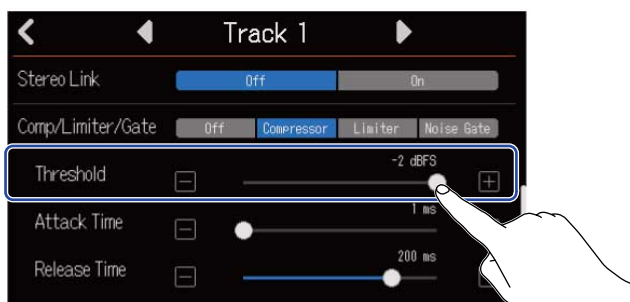 Track 1
Stereo Link Off On
Comp/Limiter/Gate Off Compressor Limiter Noise Gate
-2 dBFS
Threshold
1 ms
Attack Time
200 ms
Release Time